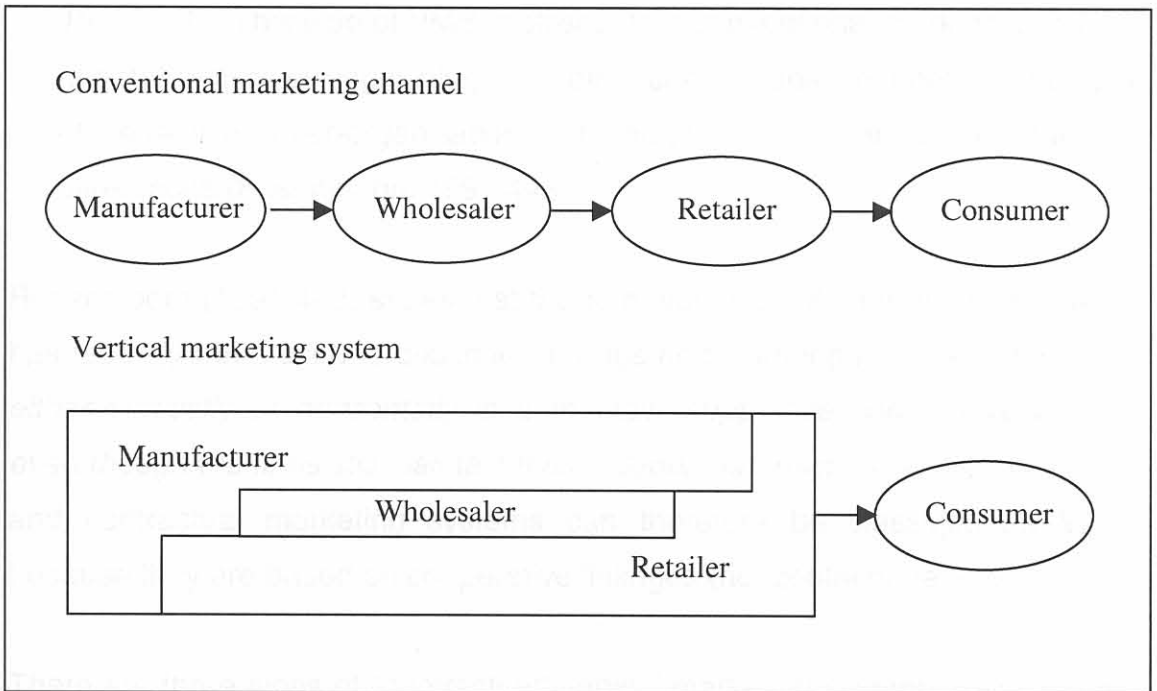 Conventional marketing channel
Manufacturer Wholesaler Retailer Consumer
Vertical marketing system
Manufacturer
Wholesaler Consumer
Retailer